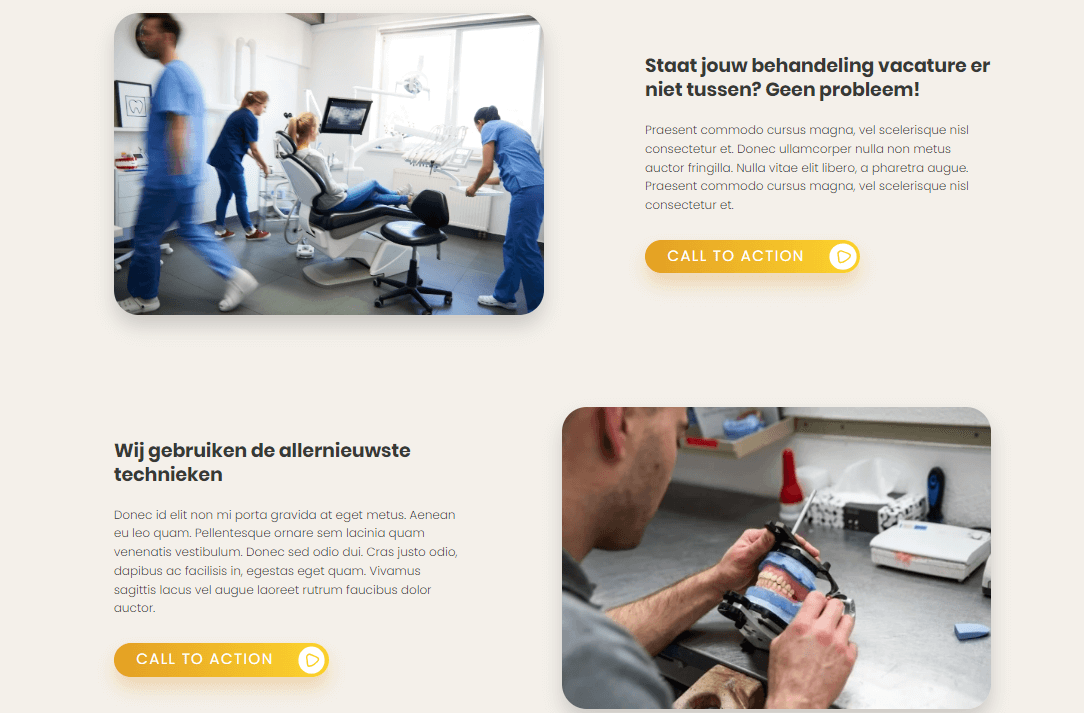 Staat jouw behandeling vacature er
niet tussen? Geen probleem!
Praesent commodo cursus magna, vel scelerisque nisl
consectetur et. Donec ullamcorper nulla non metus
auctor fringilla. Nulla vitae elit libero, a pharetra augue.
Praesent commodo cursus magna, vel scelerisque nisl
consectetur et.
CALL TO ACTION
Wij gebruiken de allernieuwste
technieken
Donec id elit non mi porta gravida at eget metus. Aenean
eu leo quam. Pellentesque ornare sem lacinia quam
venenatis vestibulum. Donec sed odio dui. Cras justo odio,
dapibus ac facilisis in, egestas eget quam. Vivamus
sagittis lacus vel augue laoreet rutrum faucibus dolor
auctor.
CALL TO ACTION